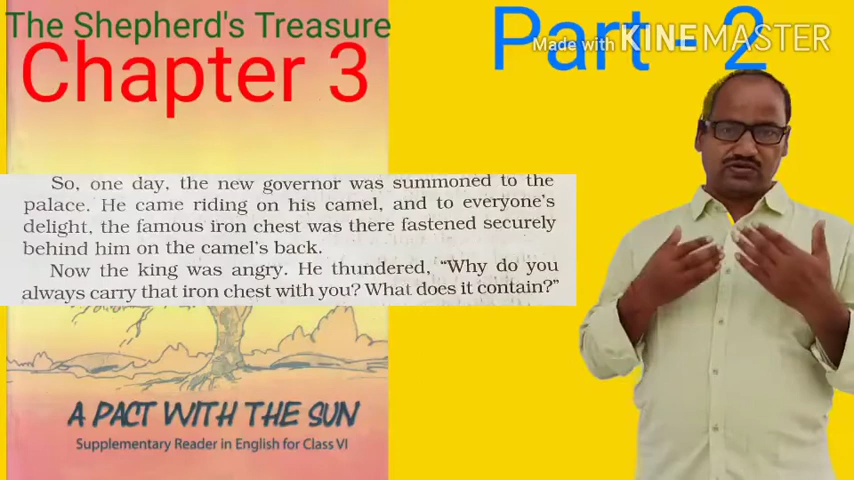 The Shepherd's Treasure
Chapter 3
Part - 2
Made with KINEMASTER
So, one day, the new governor was summoned to the
palace. He came riding on his camel, and to everyone's
delight, the famous iron chest was there fastened securely
behind him on the camel's back.
Now the king was angry. He thundered, "Why do you
always carry that iron chest with you? What does it contain?"
A PACT WITH THE SUN
Supplementary Reader in English for Class VI